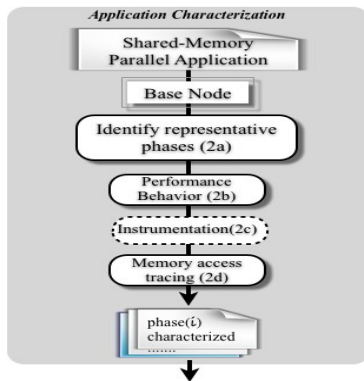 Application Characterization
Shared-Memory
Parallel Application
Base Node
Identify representative
phases (2a)
Performance
Behavior (2b)
Instrumentation(2c)
Memory access
tracing (2d)
phase(i)
characterized
.......